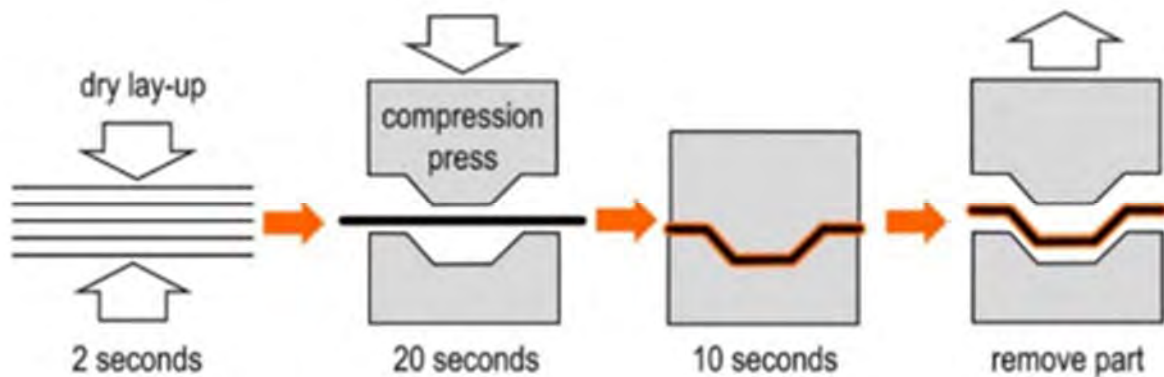 dry lay-up
compression
press
2 seconds
20 seconds
10 seconds
remove part